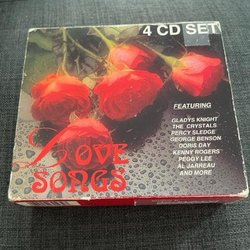 4 CD SET
FEATURING
GLADYS KNIGHT
THE CRYSTALS
PERCY SLEDGE
GEORGE BENSON
DORIS DAY
KENNY ROGERS
PEGGY LEE
AL JARREAU
AND MORE
LOVE
SONGS